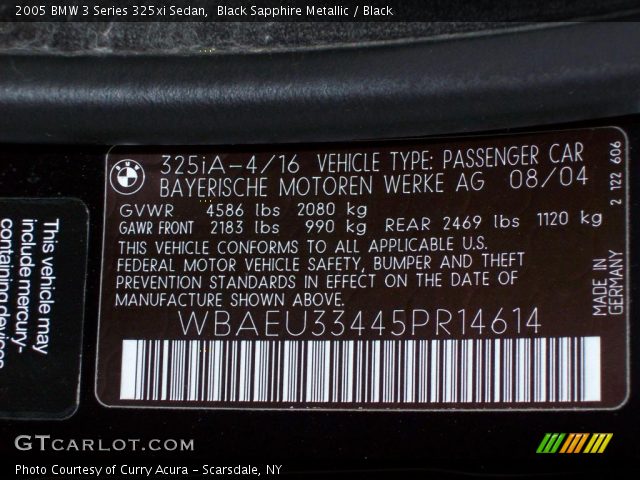 2005 BMW 3 Series 325xi Sedan,  Black Sapphire Metallic / Black
325iA-4/16 VEHICLE TYPE: PASSENGER CAR
BAYERISCHE MOTOREN WERKE AG 08/04
GVWR 4586 lbs 2080 kg
GAWR FRONT 2183 lbs 990 kg REAR 2469 lbs 1120 kg
THIS VEHICLE CONFORMS TO ALL APPLICABLE U.S.
FEDERAL MOTOR VEHICLE SAFETY, BUMPER AND THEFT
PREVENTION STANDARDS IN EFFECT ON THE DATE OF
MANUFACTURE SHOWN ABOVE.
WBAEU33445PR14614
2 122 606
MADE IN
GERMANY
BMW
This vehicle may
include mercury-
containing devices
GTCARLOT.COM
Photo Courtesy of Curry Acura - Scarsdale, NY